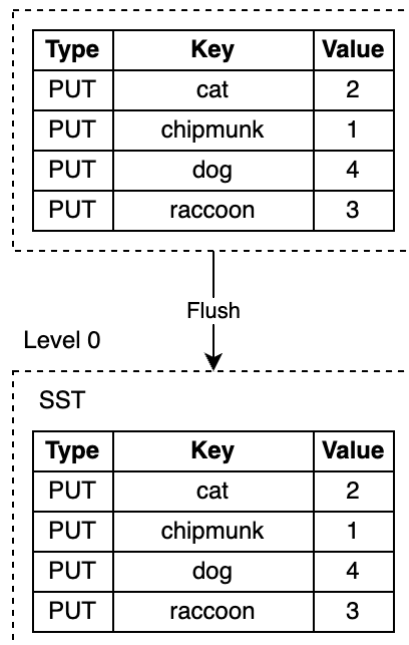 Type Key Value
PUT cat 2
PUT chipmunk 1
PUT dog 4
PUT raccoon 3
Flush
Level 0
SST
Type Key Value
PUT cat 2
PUT chipmunk 1
PUT dog 4
PUT raccoon 3